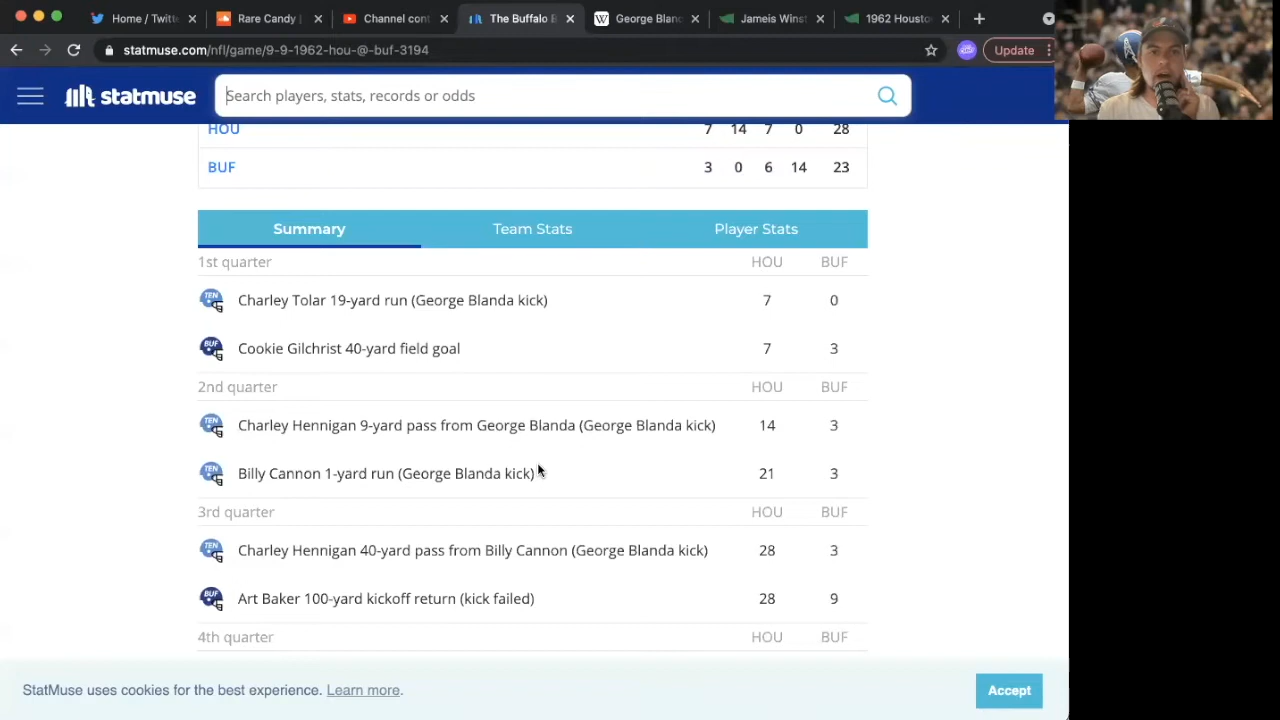 Home / Twitt
Rare Candy
Channel cont
The Buffalo B
George Blan
Jameis Winst
1962 Housto
statmuse.com/nfl/game/9-9-1962-hou-@-buf-3194
Update
statmuse
Search players, stats, records or odds
HOU 7 14 7 0 28
BUF 3 0 6 14 23
Summary Team Stats Player Stats
1st quarter HOU BUF
Charley Tolar 19-yard run (George Blanda kick) 7 0
Cookie Gilchrist 40-yard field goal 7 3
2nd quarter HOU BUF
Charley Hennigan 9-yard pass from George Blanda (George Blanda kick) 14 3
Billy Cannon 1-yard run (George Blanda kick) 21 3
3rd quarter HOU BUF
Charley Hennigan 40-yard pass from Billy Cannon (George Blanda kick) 28 3
Art Baker 100-yard kickoff return (kick failed) 28 9
4th quarter HOU BUF
StatMuse uses cookies for the best experience. Learn more.
Accept